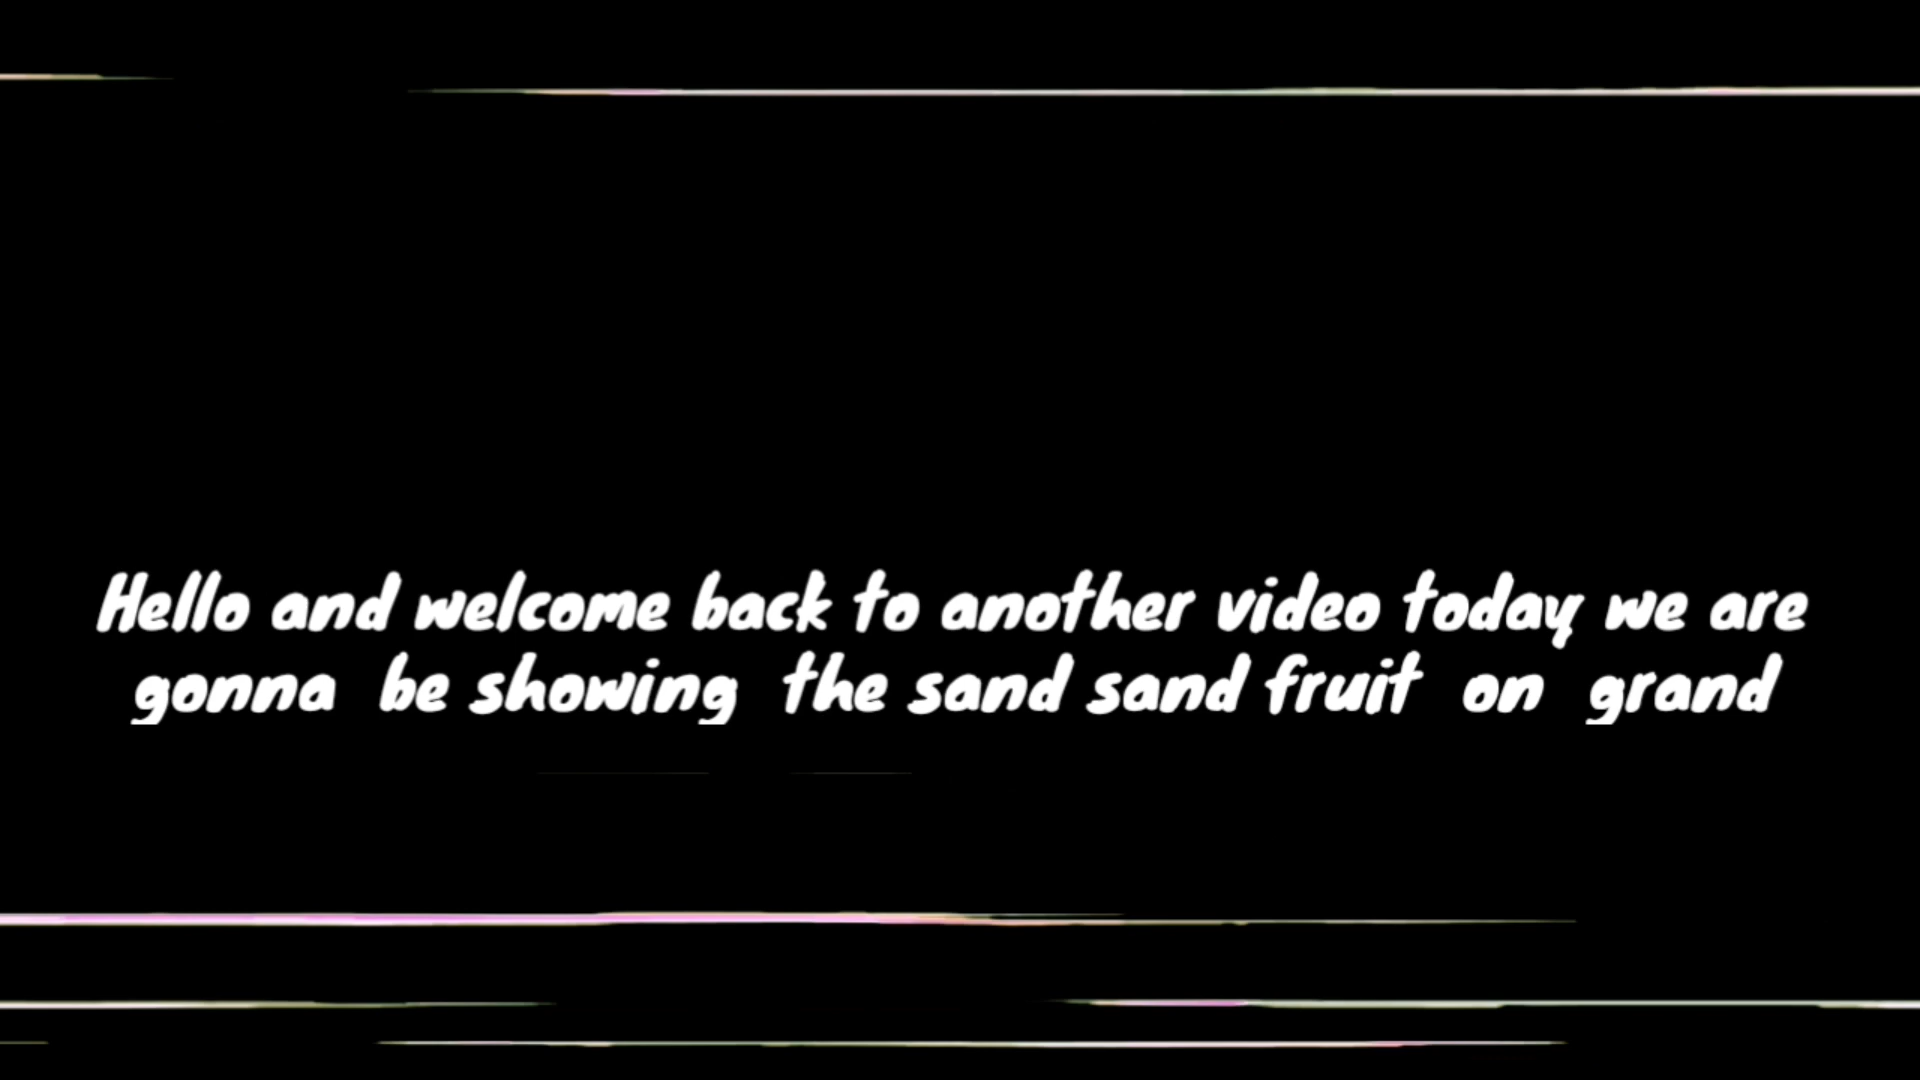 Hello and welcome back to another video today we are
gonna be showing the sand sand fruit on grand